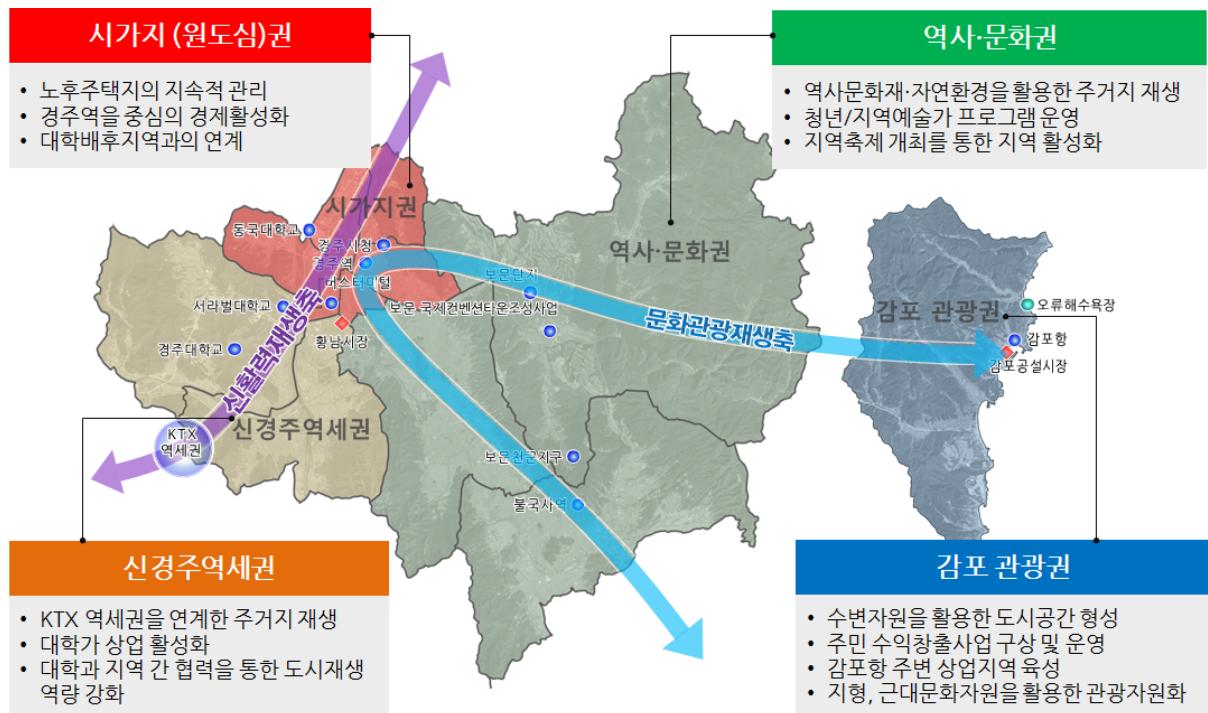 시가지 (원도심)권
• 노후주택지의 지속적 관리
• 경주역을 중심의 경제활성화
• 대학배후지역과의 연계
역사·문화권
• 역사문화재·자연환경을 활용한 주거지 재생
• 청년/지역예술가 프로그램 운영
• 지역축제 개최를 통한 지역 활성화
시가지권
동국대학교
경주시청
경주역
버스터미널
서라벌대학교
황남시장
경주대학교
신활력재생축
KTX
역세권
신경주역세권
역사·문화권
보문단지
보문 국제컨벤션타운조성사업
문화관광재생축
보문천군지구
불국사역
감포 관광권
오류해수욕장
감포항
감포공설시장
신경주역세권
• KTX 역세권을 연계한 주거지 재생
• 대학가 상업 활성화
• 대학과 지역 간 협력을 통한 도시재생
역량 강화
감포 관광권
• 수변자원을 활용한 도시공간 형성
• 주민 수익창출사업 구상 및 운영
• 감포항 주변 상업지역 육성
• 지형, 근대문화자원을 활용한 관광자원화